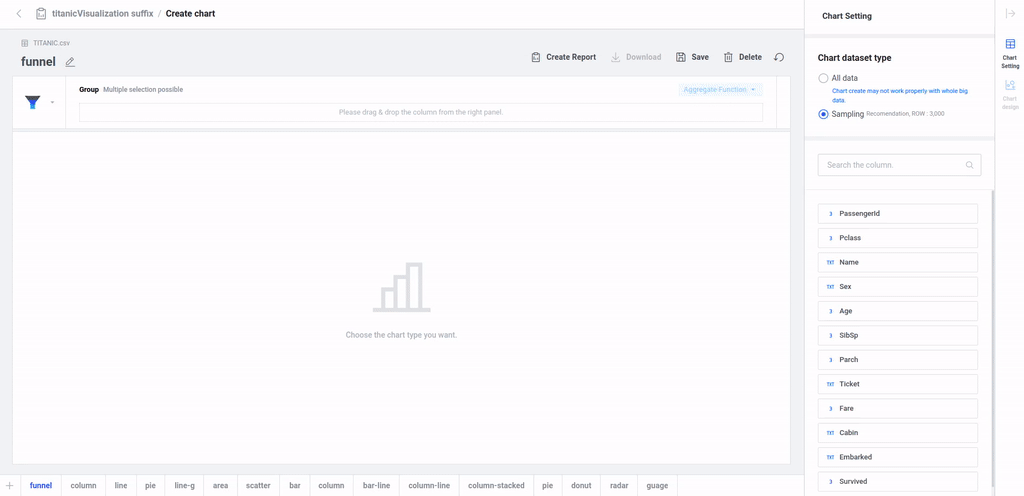 titanicVisualization suffix / Create chart
TITANIC.csv
funnel
Create Report
Download
Save
Delete
Group Multiple selection possible
Aggregate Function
Please drag & drop the column from the right panel.
Choose the chart type you want.
funnel
column
line
pie
line-g
area
scatter
bar
column
bar-line
column-line
column-stacked
pie
donut
radar
guage
Chart Setting
Chart dataset type
All data
Chart create may not work properly with whole big
data.
Sampling Recomendation, ROW : 3,000
Search the column.
3 PassengerId
3 Pclass
TXT Name
TXT Sex
3 Age
3 SibSp
3 Parch
TXT Ticket
3 Fare
TXT Cabin
TXT Embarked
3 Survived
Chart
Setting
Chart
design